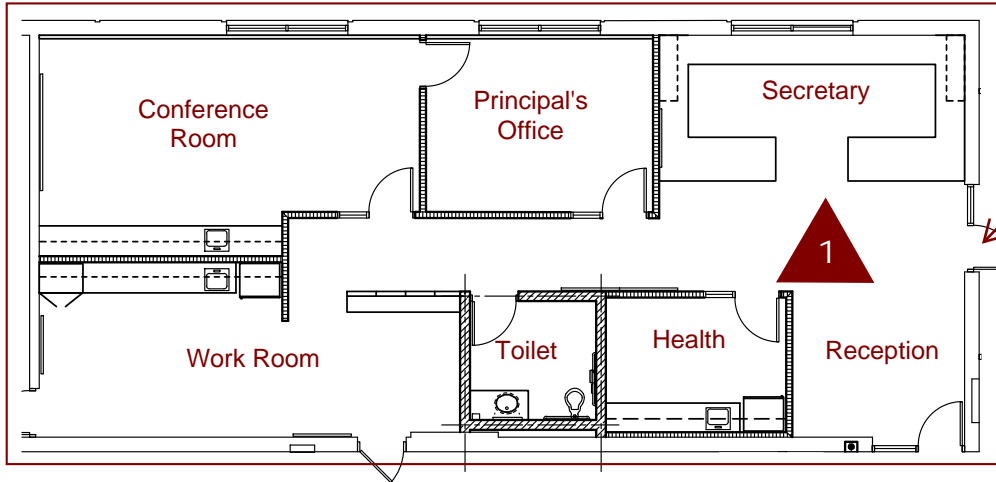 Conference
Room
Principal's
Office
Secretary
1
Work Room
Toilet
Health
Reception